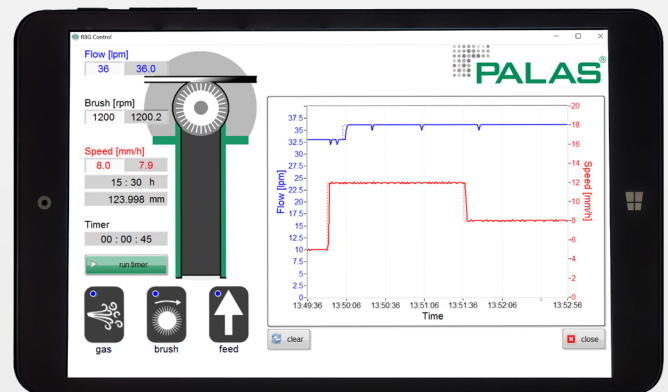 RBG Control
Flow [lpm]
36 36.0
Brush [rpm]
1200 1200.2
Speed [mm/h]
8.0 7.9
15 : 30 h
123.998 mm
Timer
00 : 00 : 45
run timer
gas brush feed
PALAS®
Flow [lpm]
37.5
35
32.5
30
27.5
25
22.5
20
17.5
15
12.5
10
7.5
5
2.5
0
Speed [mm/h]
20
18
16
14
12
10
8
6
4
2
0
13:49:36 13:50:06 13:50:36 13:51:06 13:51:36 13:52:06 13:52:56
Time
clear
close